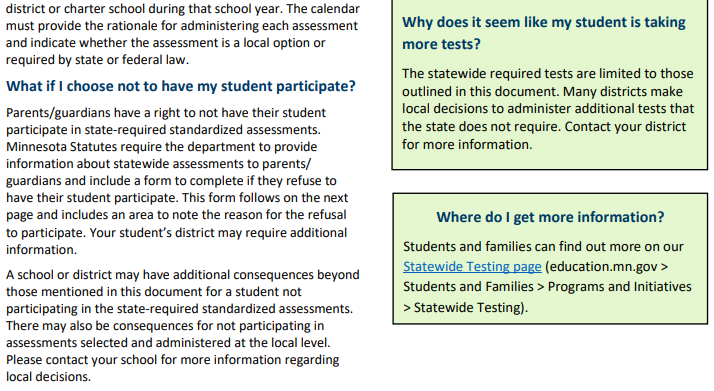 district or charter school during that school year. The calendar
must provide the rationale for administering each assessment
and indicate whether the assessment is a local option or
required by state or federal law.
What if I choose not to have my student participate?
Parents/guardians have a right to not have their student
participate in state-required standardized assessments.
Minnesota Statutes require the department to provide
information about statewide assessments to parents/
guardians and include a form to complete if they refuse to
have their student participate. This form follows on the next
page and includes an area to note the reason for the refusal
to participate. Your student’s district may require additional
information.
A school or district may have additional consequences beyond
those mentioned in this document for a student not
participating in the state-required standardized assessments.
There may also be consequences for not participating in
assessments selected and administered at the local level.
Please contact your school for more information regarding
local decisions.
Why does it seem like my student is taking
more tests?
The statewide required tests are limited to those
outlined in this document. Many districts make
local decisions to administer additional tests that
the state does not require. Contact your district
for more information.
Where do I get more information?
Students and families can find out more on our
Statewide Testing page (education.mn.gov >
Students and Families > Programs and Initiatives
> Statewide Testing).